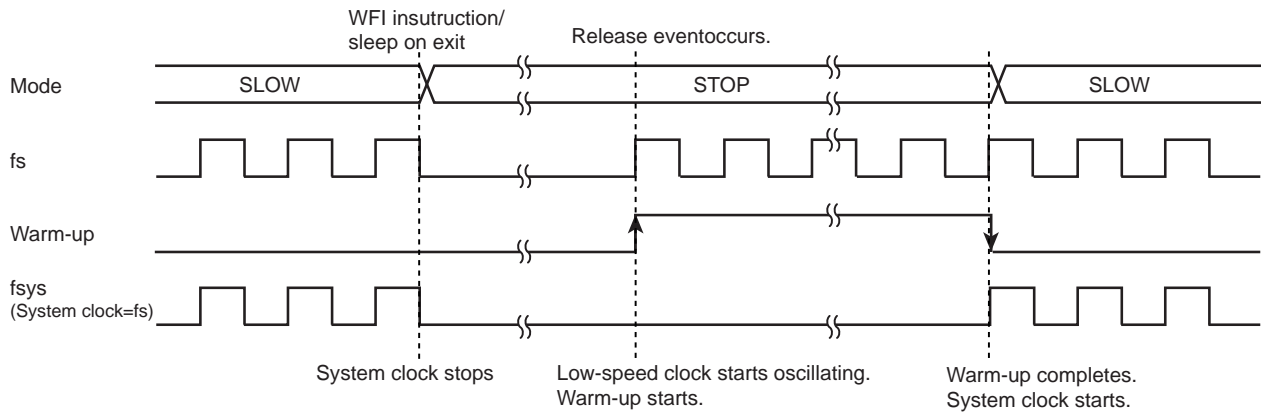 WFI insutruction/
sleep on exit
Release eventoccurs.
Mode
SLOW
STOP
SLOW
fs
Warm-up
fsys
(System clock=fs)
System clock stops
Low-speed clock starts oscillating.
Warm-up starts.
Warm-up completes.
System clock starts.